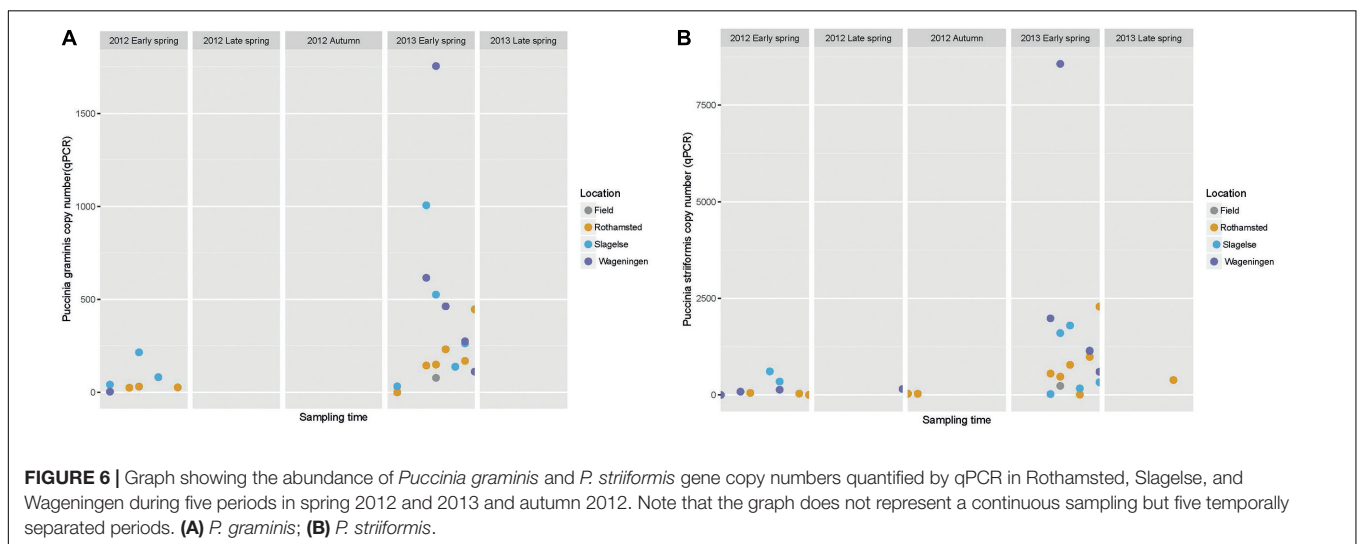 A
2012 Early spring 2012 Late spring 2012 Autumn 2013 Early spring 2013 Late spring
Puccinia graminis copy number(qPCR)
1500
1000
500
0
Sampling time
Location
Field
Rothamsted
Slagelse
Wageningen
B
2012 Early spring 2012 Late spring 2012 Autumn 2013 Early spring 2013 Late spring
Puccinia striiformis copy number (qPCR)
7500
5000
2500
0
Sampling time
Location
Field
Rothamsted
Slagelse
Wageningen
FIGURE 6 | Graph showing the abundance of Puccinia graminis and P. striiformis gene copy numbers quantified by qPCR in Rothamsted, Slagelse, and
Wageningen during five periods in spring 2012 and 2013 and autumn 2012. Note that the graph does not represent a continuous sampling but five temporally
separated periods. (A) P. graminis; (B) P. striiformis.